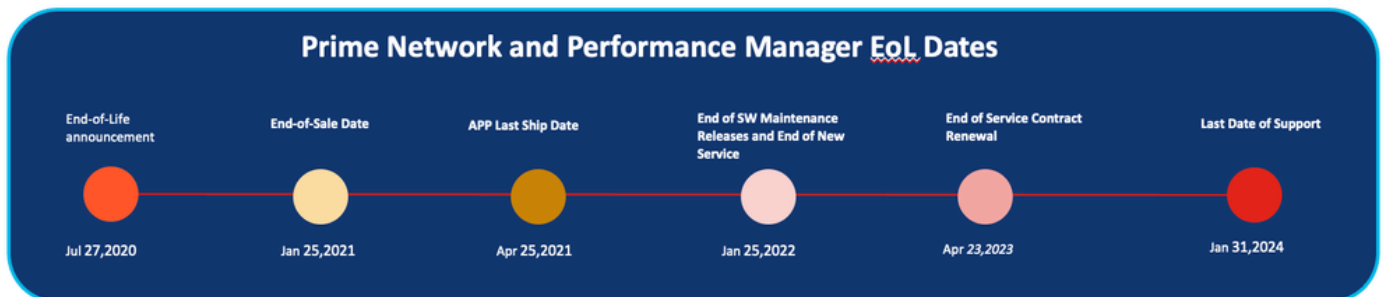 Prime Network and Performance Manager EoL Dates
End-of-Life
announcement
End-of-Sale Date
APP Last Ship Date
End of SW Maintenance
Releases and End of New
Service
End of Service Contract
Renewal
Last Date of Support
Jul 27,2020
Jan 25,2021
Apr 25,2021
Jan 25,2022
Apr 23,2023
Jan 31,2024